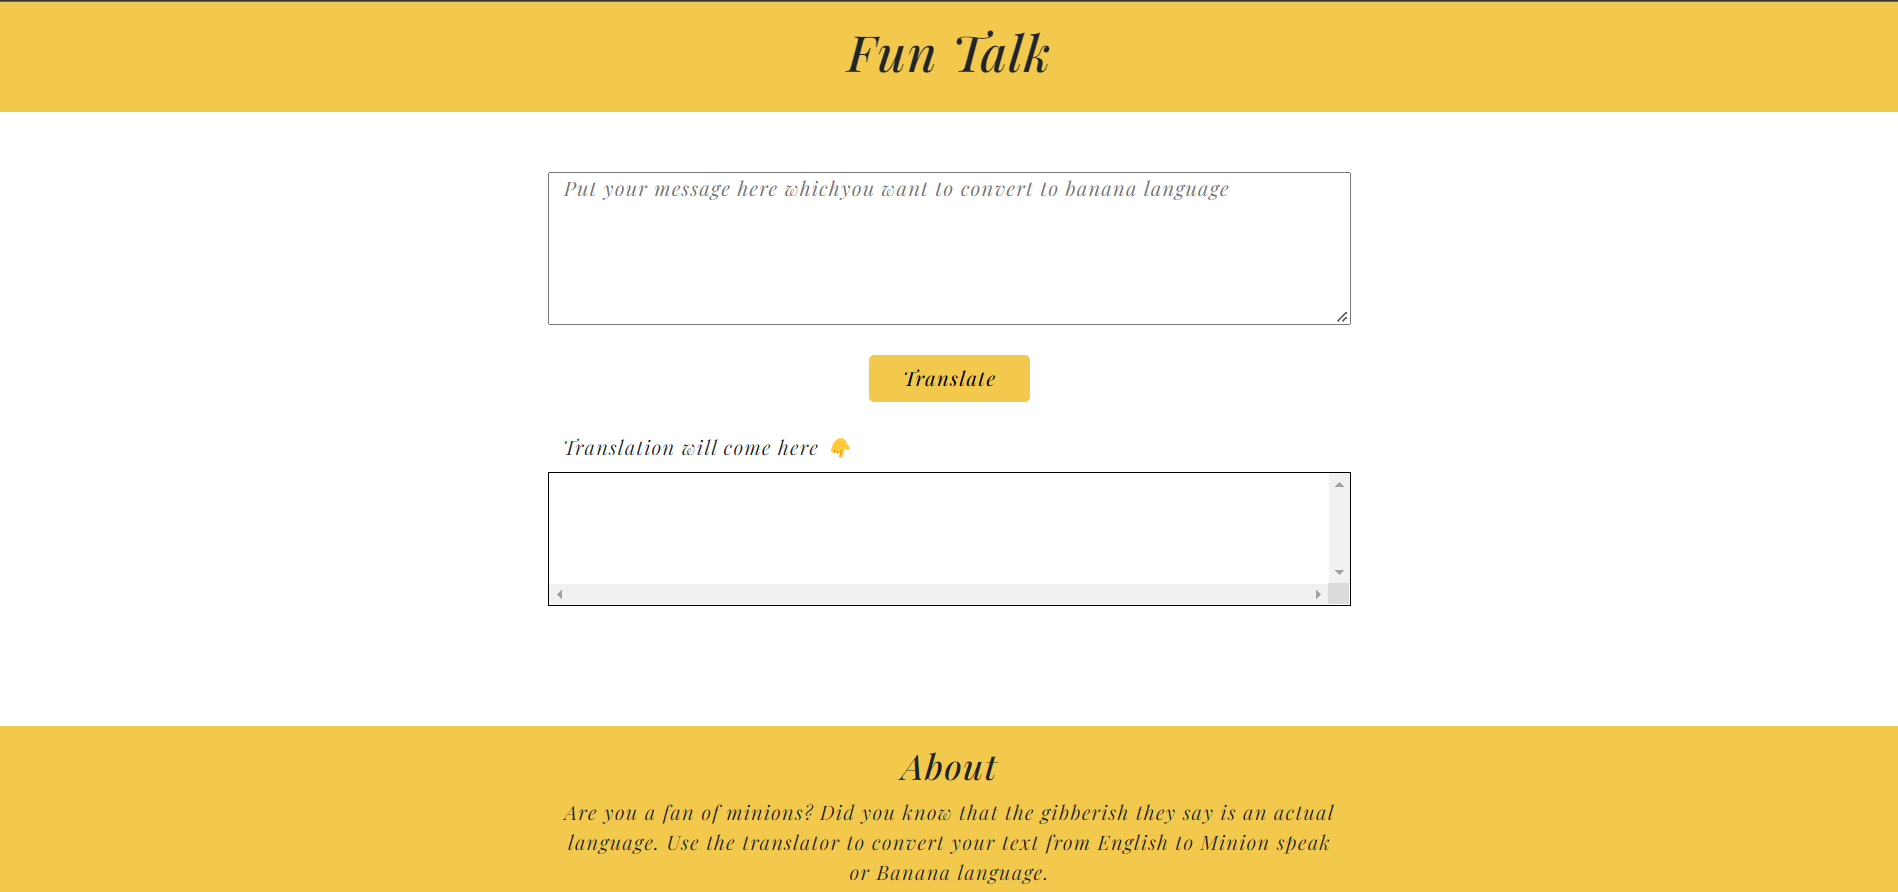 Fun Talk
Put your message here whichyou want to convert to banana language
Translate
Translation will come here 👇
About
Are you a fan of minions? Did you know that the gibberish they say is an actual
language. Use the translator to convert your text from English to Minion speak
or Banana language.